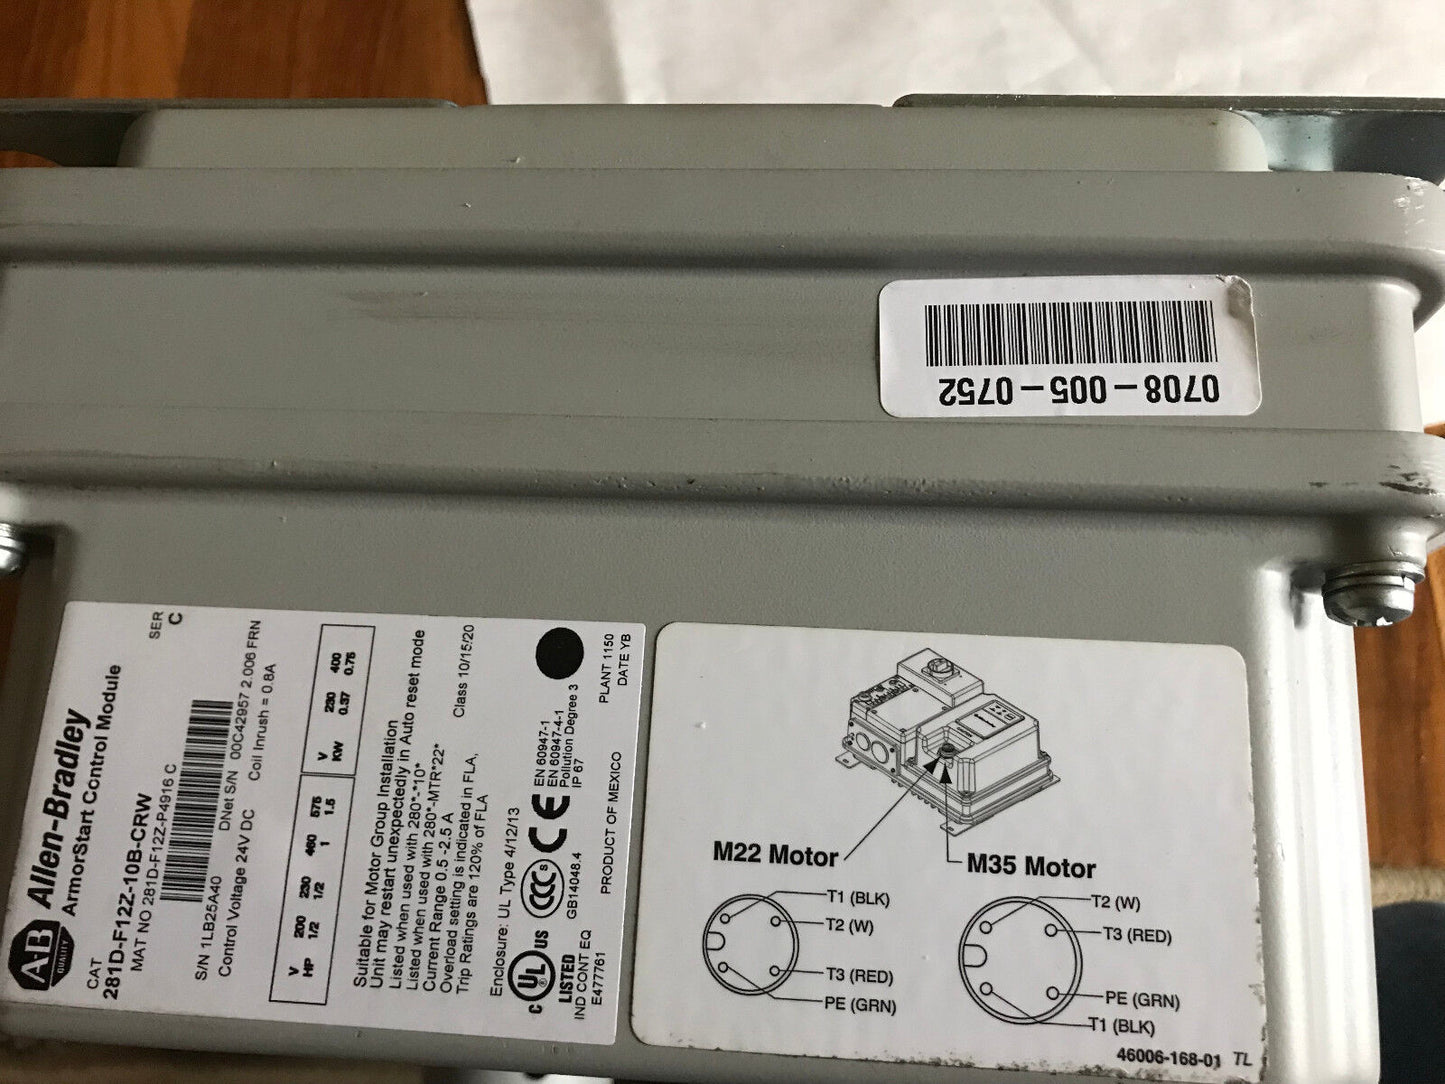 0708-005-0752
A-B
QUALITY
Allen-Bradley
ArmorStart Control Module
CAT
281D-F12Z-10B-CRW
SER
C
MAT NO 281D-F12Z-P4916 C
S/N 1LB25A40
DNet S/N 00C42957 2.006 FRN
Control Voltage 24V DC
Coil Inrush = 0.8A
V 200 230 460 575
HP 1/2 1/2 1 1.5
V 230 400
KW 0.37 0.75
Suitable for Motor Group Installation
Unit may restart unexpectedly in Auto reset mode
Listed when used with 280*-*10*
Listed when used with 280*-MTR*22*
Current Range 0.5 -2.5 A
Overload setting is indicated in FLA,
Class 10/15/20
Trip Ratings are 120% of FLA
Enclosure: UL Type 4/12/13
C UL US
LISTED
IND CONT EQ
E477761
CCC S
GB14048.4
CE
EN 60947-1
EN 60947-4-1
Pollution Degree 3
IP 67
PRODUCT OF MEXICO
PLANT 1150
DATE YB
M22 Motor
M35 Motor
T1 (BLK)
T2 (W)
T3 (RED)
PE (GRN)
T2 (W)
T3 (RED)
PE (GRN)
T1 (BLK)
46006-168-01 TL